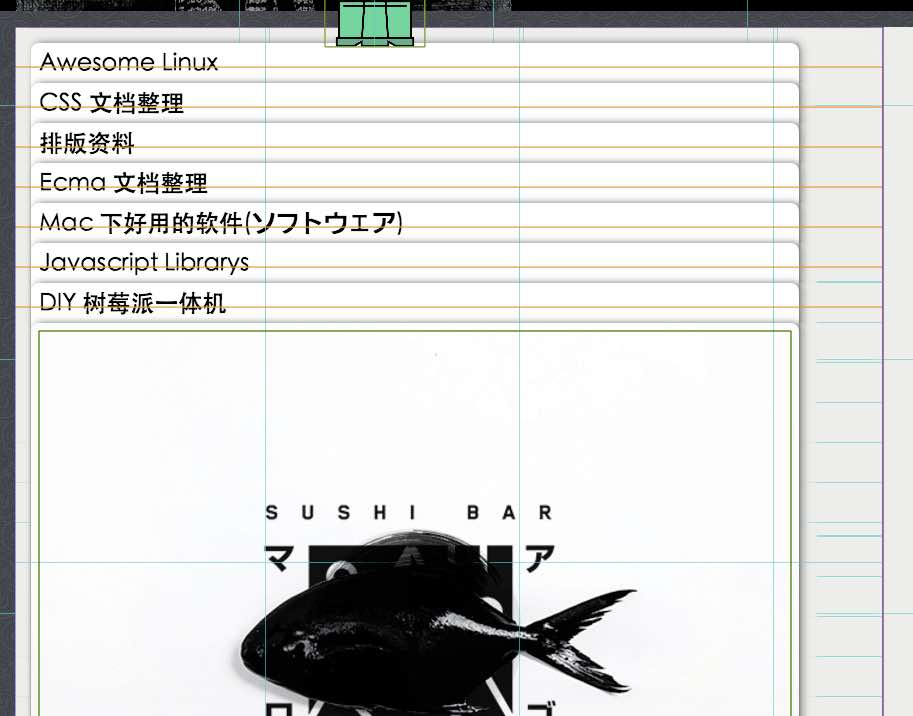 Awesome Linux
CSS 文档整理
排版资料
Ecma 文档整理
Mac 下好用的软件(ソフトウェア)
Javascript Librarys
DIY 树莓派一体机
SUSHI BAR
マ ア
ロ ゴ